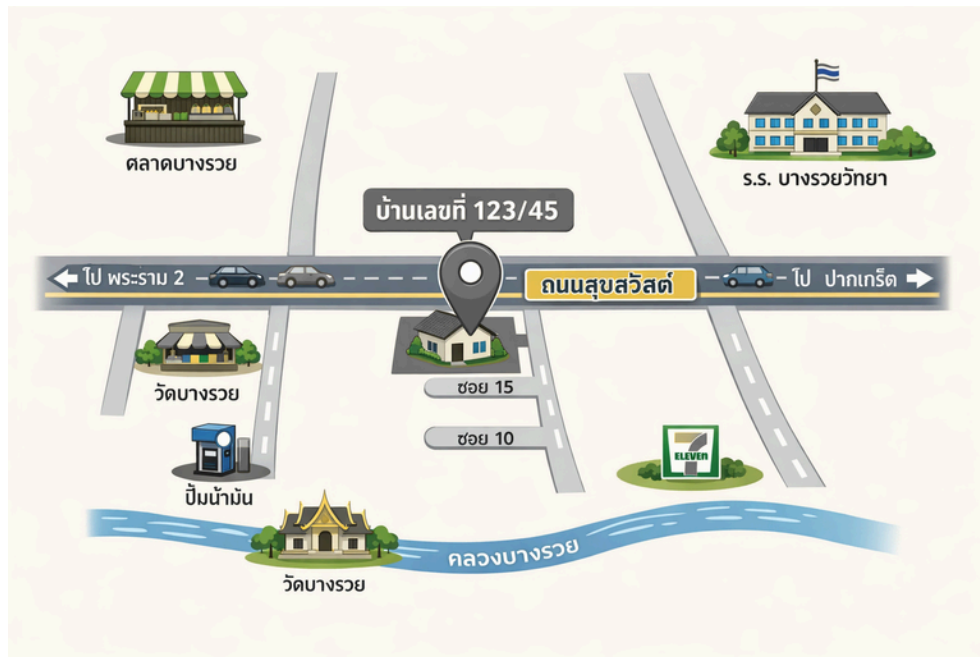 ตลาดบางรวย
ร.ร. บางรวยวิทยา
บ้านเลขที่ 123/45
ไป พระราม 2
ถนนสุขสวัสต์
ไป ปากเกร็ด
วัดบางรวย
ซอย 15
ซอย 10
7
ELEVEN
ปั๊มน้ำมัน
คลวงบางรวย
วัดบางรวย